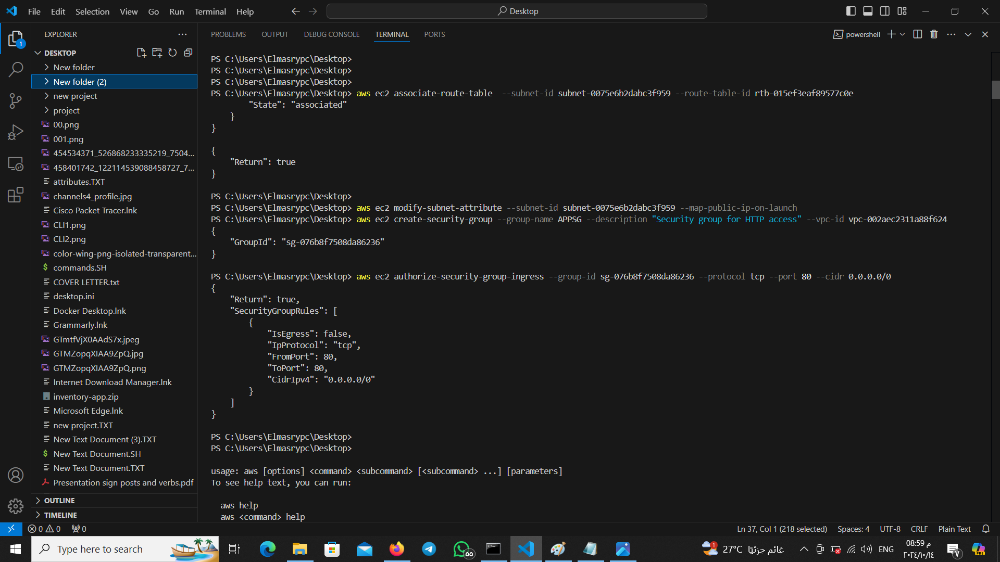 File Edit Selection View Go Run Terminal Help
Desktop
EXPLORER
DESKTOP
New folder
New folder (2)
new project
project
00.png
001.png
454534371_526868233335219_7504...
458401742_122114539088458727_7...
attributes.TXT
channels4_profile.jpg
Cisco Packet Tracer.lnk
CLI1.png
CLI2.png
color-wing-png-isolated-transparent...
commands.SH
COVER LETTER.txt
desktop.ini
Docker Desktop.lnk
Grammarly.lnk
GTmtfVjX0AAdS7x.jpeg
GTMZopqXIAA9ZpQ.jpg
GTMZopqXIAA9ZpQ.png
Internet Download Manager.lnk
inventory-app.zip
Microsoft Edge.lnk
new project.TXT
New Text Document (3).TXT
New Text Document.SH
New Text Document.TXT
Presentation sign posts and verbs.pdf
OUTLINE
TIMELINE
PROBLEMS OUTPUT DEBUG CONSOLE TERMINAL PORTS
powershell
PS C:\Users\Elmasrypc\Desktop>
PS C:\Users\Elmasrypc\Desktop>
PS C:\Users\Elmasrypc\Desktop>
PS C:\Users\Elmasrypc\Desktop> aws ec2 associate-route-table  --subnet-id subnet-0075e6b2dabc3f959 --route-table-id rtb-015ef3eaf89577c0e
        "State": "associated"
    }
}
{
    "Return": true
}
PS C:\Users\Elmasrypc\Desktop>
PS C:\Users\Elmasrypc\Desktop> aws ec2 modify-subnet-attribute --subnet-id subnet-0075e6b2dabc3f959 --map-public-ip-on-launch
PS C:\Users\Elmasrypc\Desktop> aws ec2 create-security-group --group-name APPSG --description "Security group for HTTP access" --vpc-id vpc-002aec2311a88f624
{
    "GroupId": "sg-076b8f7508da86236"
}
PS C:\Users\Elmasrypc\Desktop> aws ec2 authorize-security-group-ingress --group-id sg-076b8f7508da86236 --protocol tcp --port 80 --cidr 0.0.0.0/0
{
    "Return": true,
    "SecurityGroupRules": [
        {
            "IsEgress": false,
            "IpProtocol": "tcp",
            "FromPort": 80,
            "ToPort": 80,
            "CidrIpv4": "0.0.0.0/0"
        }
    ]
}
PS C:\Users\Elmasrypc\Desktop>
PS C:\Users\Elmasrypc\Desktop>
usage: aws [options] <command> <subcommand> [<subcommand> ...] [parameters]
To see help text, you can run:
  aws help
  aws <command> help
1
0 0 0
Ln 37, Col 1 (218 selected) Spaces: 4 UTF-8 CRLF Plain Text
Type here to search
1 27°C غائم جزئيًا ENG
08:59 م
٢٠٢٤/١٠/١٤
V
PRE